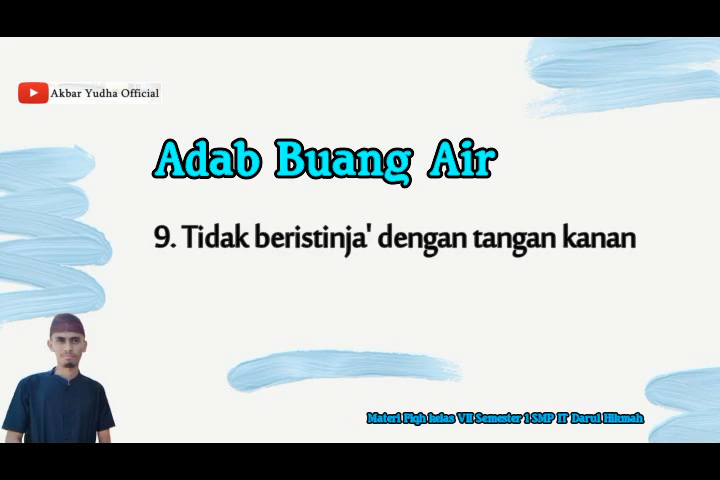 Akbar Yudha Official
Adab Buang Air
9. Tidak beristinja' dengan tangan kanan
Materi Fiqh kelas VII Semester 1 SMP IT Darul Hikmah